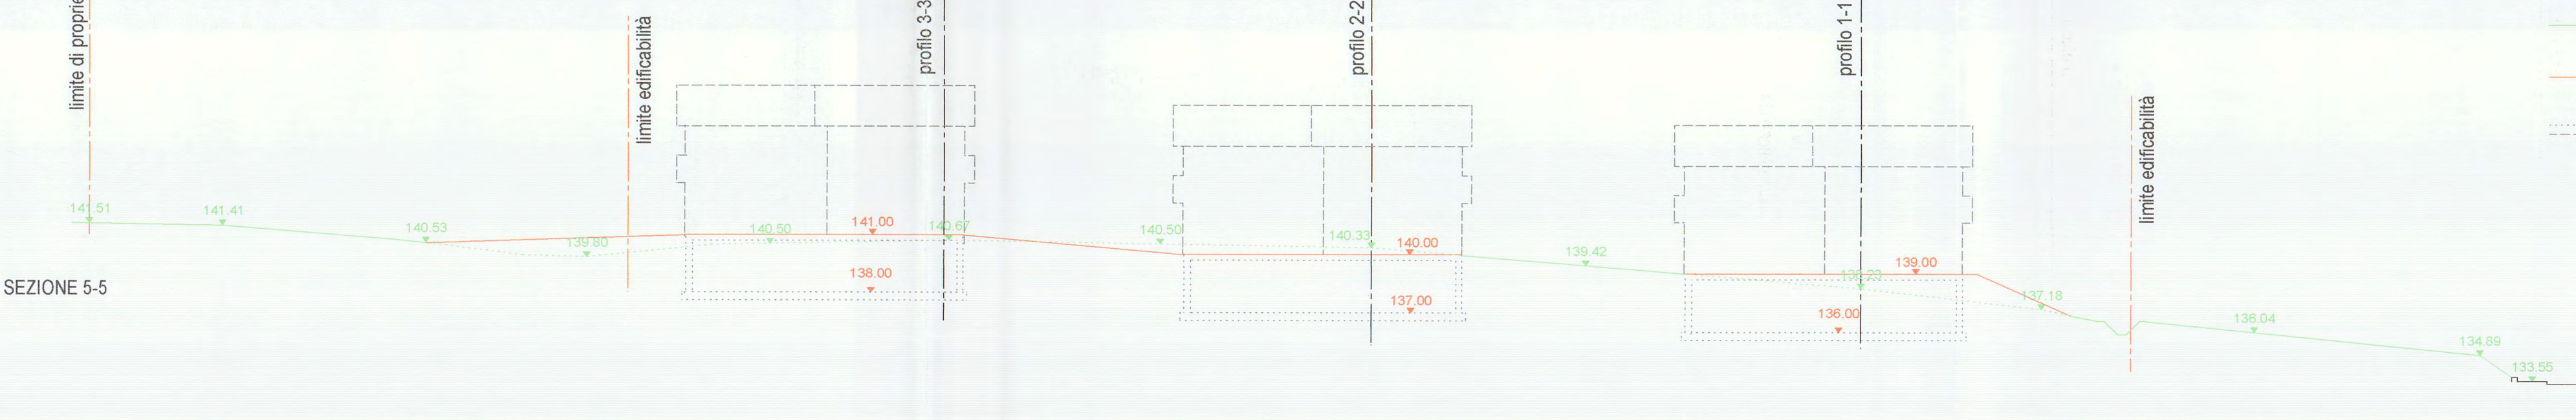 limite di proprie
limite edificabilità
profilo 3-3
profilo 2-2
profilo 1-1
limite edificabilità
141.51
141.41
140.53
139.80
140.50
141.00
140.67
140.50
140.33
140.00
139.42
139.00
137.18
136.04
134.89
133.55
138.00
137.00
136.00
SEZIONE 5-5